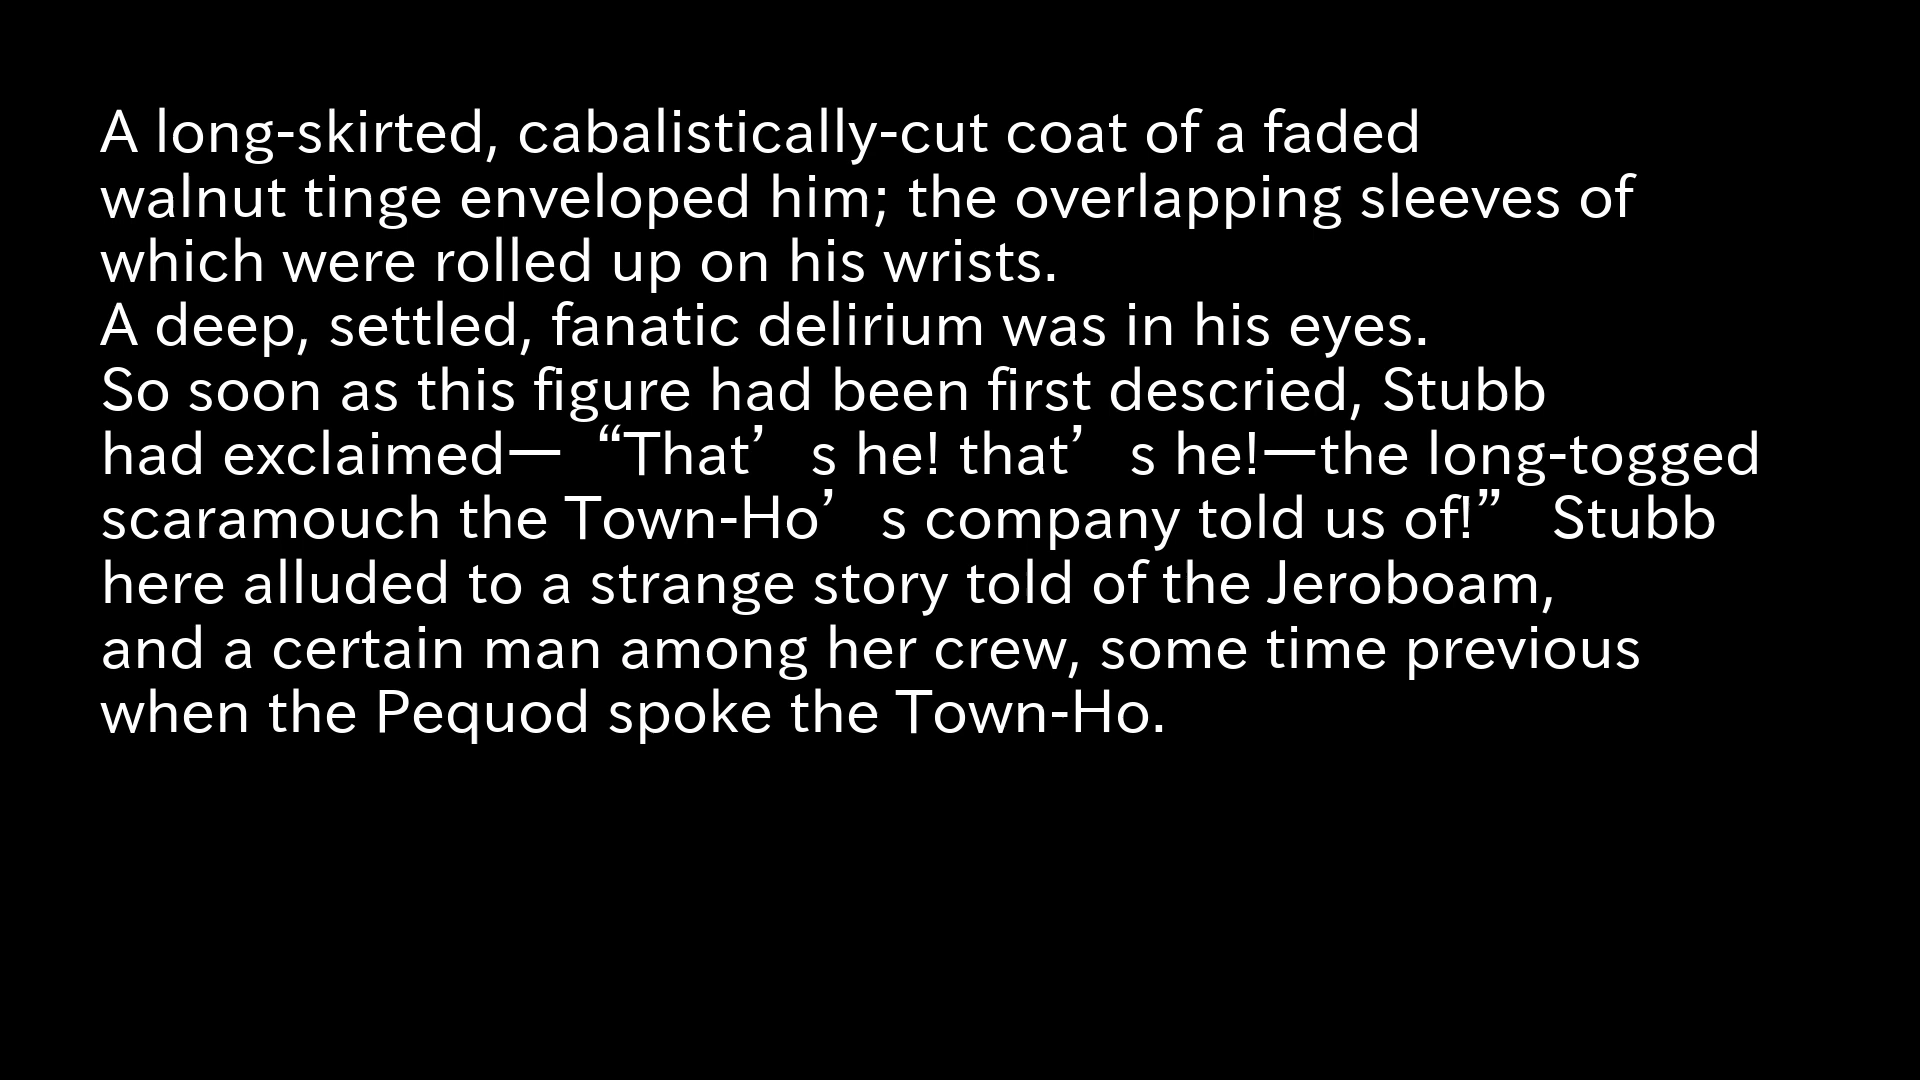 A long-skirted, cabalistically-cut coat of a faded
walnut tinge enveloped him; the overlapping sleeves of
which were rolled up on his wrists.
A deep, settled, fanatic delirium was in his eyes.
So soon as this figure had been first descried, Stubb
had exclaimed—“That’s he! that’s he!—the long-togged
scaramouch the Town-Ho’s company told us of!” Stubb
here alluded to a strange story told of the Jeroboam,
and a certain man among her crew, some time previous
when the Pequod spoke the Town-Ho.